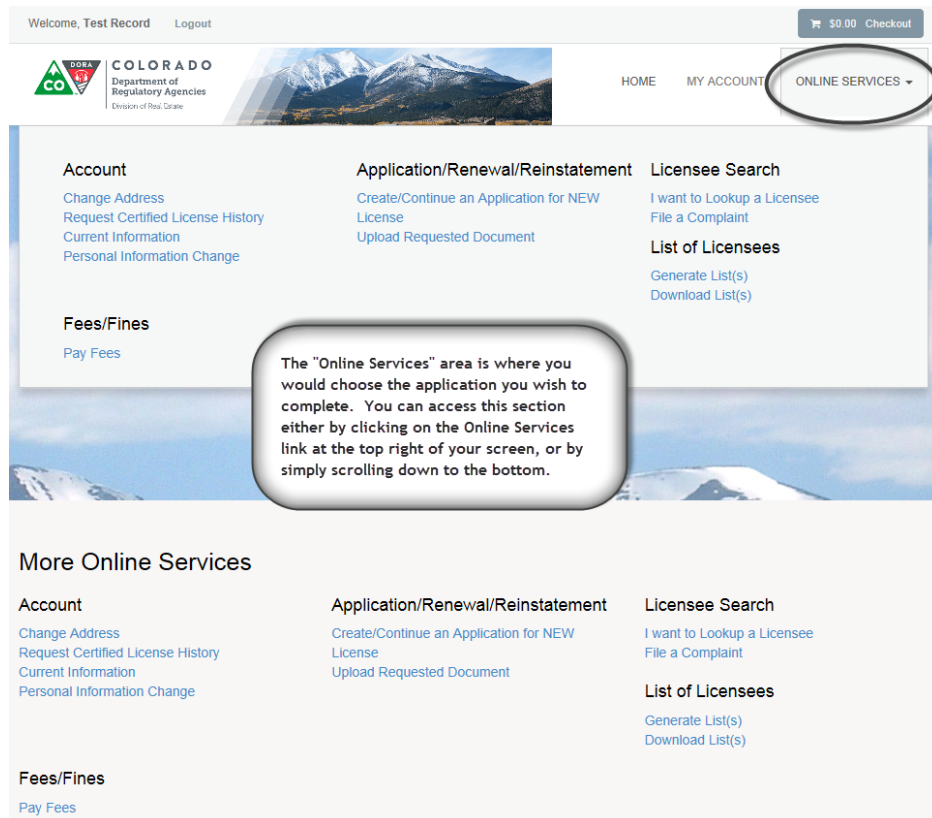 Welcome, Test Record Logout
$0.00 Checkout
DORA
CO
COLORADO
Department of
Regulatory Agencies
Division of Real Estate
HOME MY ACCOUNT ONLINE SERVICES
Account
Change Address
Request Certified License History
Current Information
Personal Information Change
Application/Renewal/Reinstatement
Create/Continue an Application for NEW
License
Upload Requested Document
Licensee Search
I want to Lookup a Licensee
File a Complaint
List of Licensees
Generate List(s)
Download List(s)
Fees/Fines
Pay Fees
The "Online Services" area is where you
would choose the application you wish to
complete. You can access this section
either by clicking on the Online Services
link at the top right of your screen, or by
simply scrolling down to the bottom.
More Online Services
Account
Change Address
Request Certified License History
Current Information
Personal Information Change
Application/Renewal/Reinstatement
Create/Continue an Application for NEW
License
Upload Requested Document
Licensee Search
I want to Lookup a Licensee
File a Complaint
List of Licensees
Generate List(s)
Download List(s)
Fees/Fines
Pay Fees